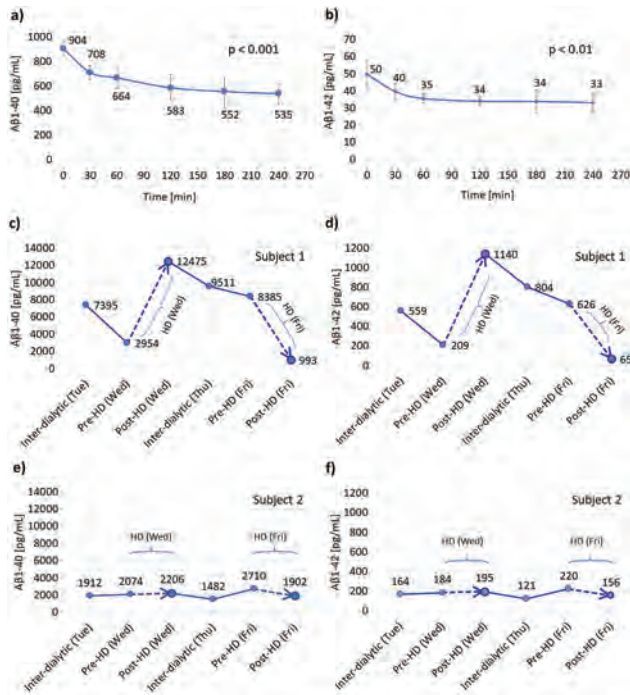 a)
Aβ1-40 [pg/mL]
1000
800
600
400
200
0
904
708
664
583
552
535
p < 0.001
0 30 60 90 120 150 180 210 240 270
Time [min]
b)
Aβ1-42 [pg/mL]
70
60
50
40
30
20
10
0
50
40
35
34
34
33
p < 0.01
0 30 60 90 120 150 180 210 240 270
Time [min]
c)
Aβ1-40 [pg/mL]
14000
12000
10000
8000
6000
4000
2000
0
Subject 1
7395
2954
12475
9511
8385
993
HD (Wed)
HD (Fri)
Inter-dialytic (Tue)
Pre-HD (Wed)
Post-HD (Wed)
Inter-dialytic (Thu)
Pre-HD (Fri)
Post-HD (Fri)
d)
Aβ1-42 [pg/mL]
1200
1000
800
600
400
200
0
Subject 1
559
209
1140
804
626
65
HD (Wed)
HD (Fri)
Inter-dialytic (Tue)
Pre-HD (Wed)
Post-HD (Wed)
Inter-dialytic (Thu)
Pre-HD (Fri)
Post-HD (Fri)
e)
Aβ1-40 [pg/mL]
14000
12000
10000
8000
6000
4000
2000
0
Subject 2
HD (Wed)
HD (Fri)
1912
2074
2206
1482
2710
1902
Inter-dialytic (Tue)
Pre-HD (Wed)
Post-HD (Wed)
Inter-dialytic (Thu)
Pre-HD (Fri)
Post-HD (Fri)
f)
Aβ1-42 [pg/mL]
1200
1000
800
600
400
200
0
Subject 2
HD (Wed)
HD (Fri)
164
184
195
121
220
156
Inter-dialytic (Tue)
Pre-HD (Wed)
Post-HD (Wed)
Inter-dialytic (Thu)
Pre-HD (Fri)
Post-HD (Fri)